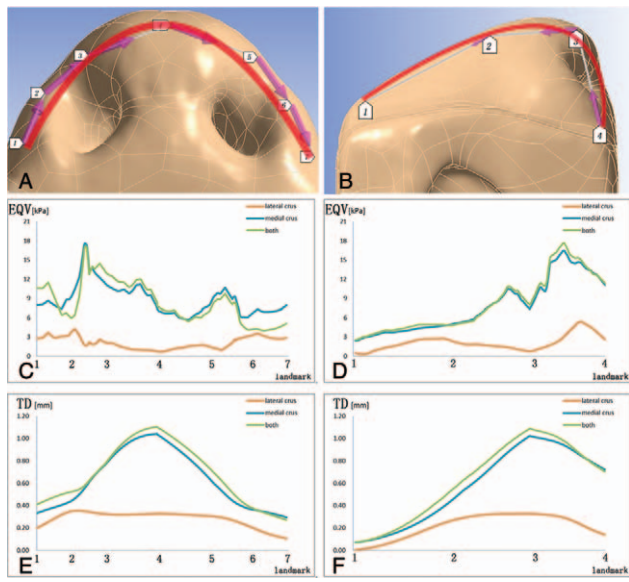 1
2
3
4
5
6
7
A
1
2
3
4
B
EQV[kPa]
lateral crus
medial crus
both
21
18
15
12
9
6
3
0
1 2 3 4 5 6 7
landmark
C
EQV[kPa]
lateral crus
medial crus
both
21
18
15
12
9
6
3
0
1 2 3 4
landmark
D
TD [mm]
lateral crus
medial crus
both
1.20
1.00
0.80
0.60
0.40
0.20
0.00
1 2 3 4 5 6 7
landmark
E
TD [mm]
lateral crus
medial crus
both
1.20
1.00
0.80
0.60
0.40
0.20
0.00
1 2 3 4
landmark
F